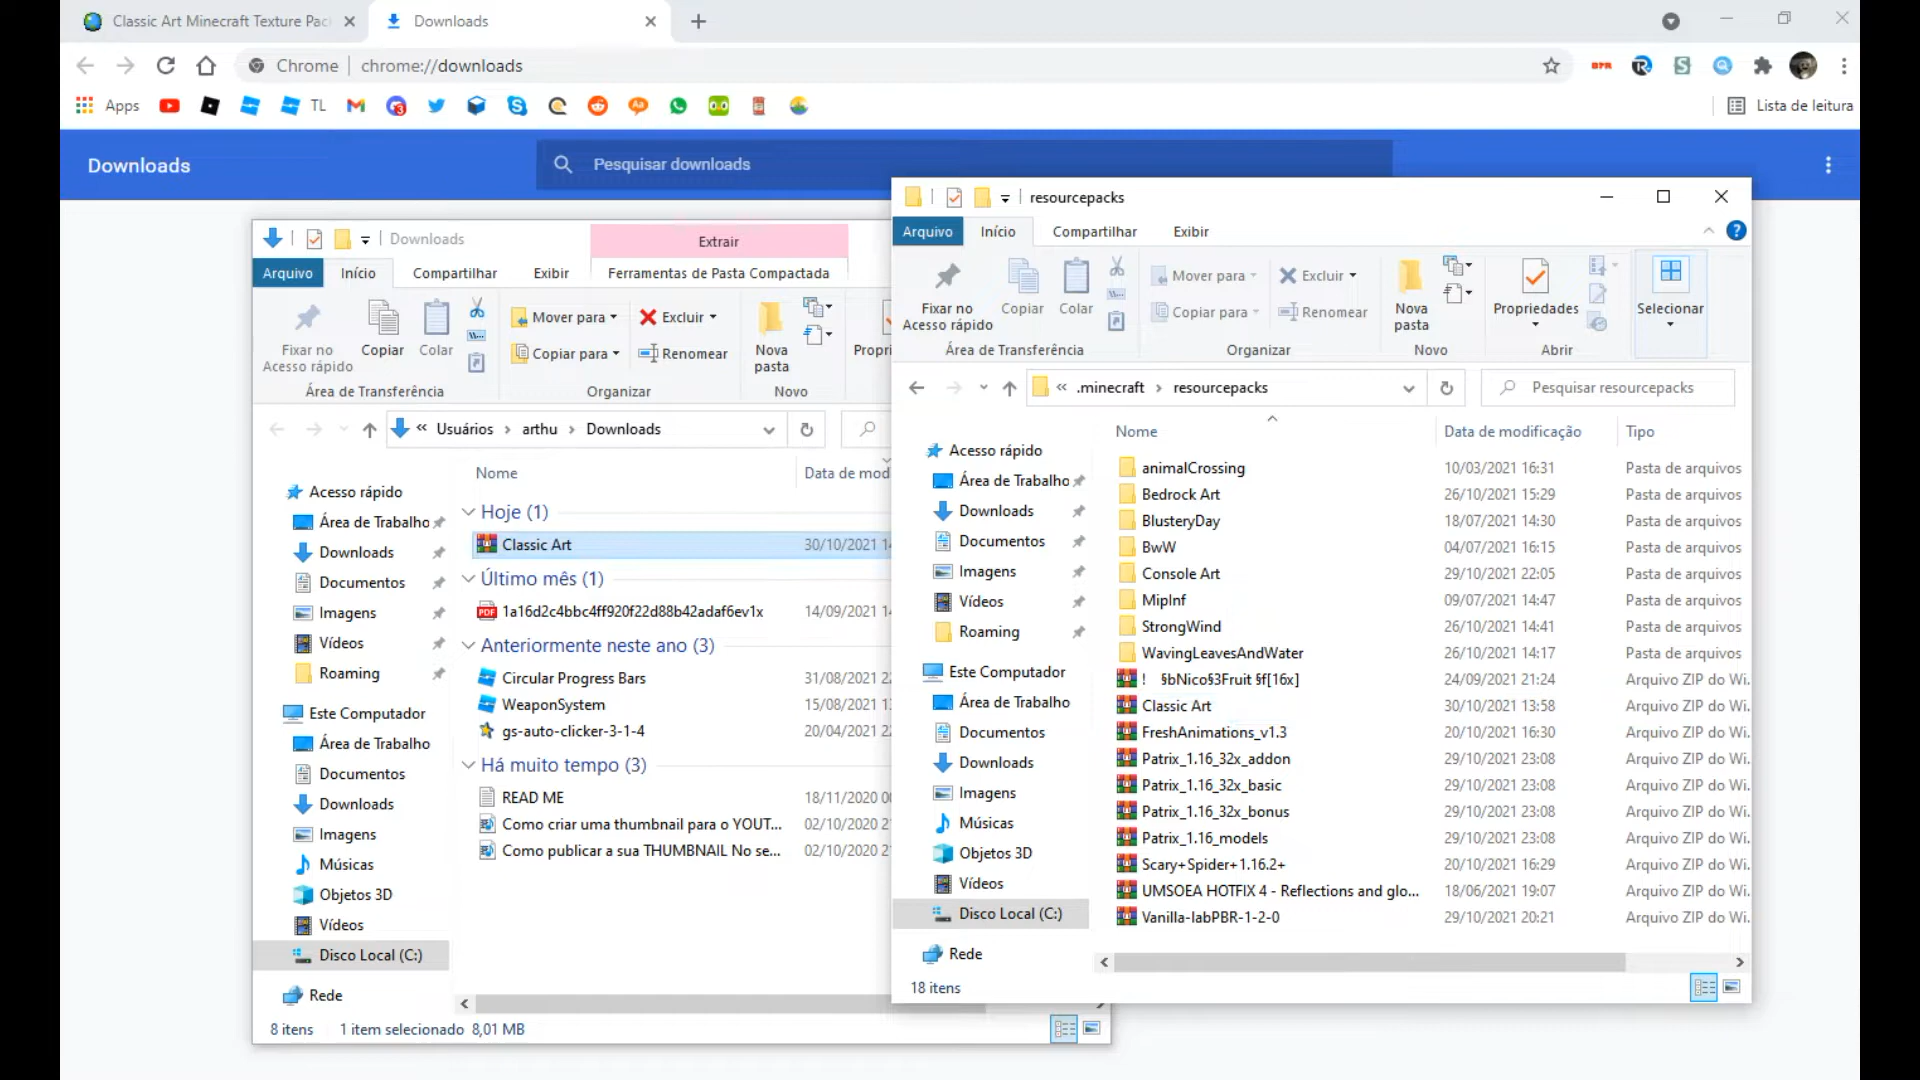 Classic Art Minecraft Texture Pac
Downloads
Chrome
chrome://downloads
Apps
TL
Lista de leitura
Downloads
Pesquisar downloads
Downloads
Extrair
Arquivo
Início
Compartilhar
Exibir
Ferramentas de Pasta Compactada
Fixar no
Acesso rápido
Copiar
Colar
Mover para
Copiar para
Excluir
Renomear
Nova
pasta
Propri
Área de Transferência
Organizar
Novo
Usuários
arthu
Downloads
Nome
Data de mod
Acesso rápido
Área de Trabalho
Downloads
Documentos
Imagens
Vídeos
Roaming
Este Computador
Área de Trabalho
Documentos
Downloads
Imagens
Músicas
Objetos 3D
Vídeos
Disco Local (C:)
Rede
Hoje (1)
Classic Art 30/10/2021 14
Último mês (1)
1a16d2c4bbc4ff920f22d88b42adaf6ev1x 14/09/2021 14
Anteriormente neste ano (3)
Circular Progress Bars 31/08/2021 22
WeaponSystem 15/08/2021 1
gs-auto-clicker-3-1-4 20/04/2021 22
Há muito tempo (3)
READ ME 18/11/2020 00
Como criar uma thumbnail para o YOUT... 02/10/2020 2
Como publicar a sua THUMBNAIL No se... 02/10/2020 2
8 itens
1 item selecionado 8,01 MB
resourcepacks
Arquivo
Início
Compartilhar
Exibir
Fixar no
Acesso rápido
Copiar
Colar
Mover para
Copiar para
Excluir
Renomear
Nova
pasta
Propriedades
Selecionar
Área de Transferência
Organizar
Novo
Abrir
.minecraft
resourcepacks
Pesquisar resourcepacks
Nome
Data de modificação
Tipo
Acesso rápido
Área de Trabalho
Downloads
Documentos
Imagens
Vídeos
Roaming
Este Computador
Área de Trabalho
Documentos
Downloads
Imagens
Músicas
Objetos 3D
Vídeos
Disco Local (C:)
Rede
animalCrossing 10/03/2021 16:31 Pasta de arquivos
Bedrock Art 26/10/2021 15:29 Pasta de arquivos
BlusteryDay 18/07/2021 14:30 Pasta de arquivos
BwW 04/07/2021 16:15 Pasta de arquivos
Console Art 29/10/2021 22:05 Pasta de arquivos
MipInf 09/07/2021 14:47 Pasta de arquivos
StrongWind 26/10/2021 14:41 Pasta de arquivos
WavingLeavesAndWater 26/10/2021 14:17 Pasta de arquivos
! §bNico§3Fruit §f[16x] 24/09/2021 21:24 Arquivo ZIP do Wi...
Classic Art 30/10/2021 13:58 Arquivo ZIP do Wi...
FreshAnimations_v1.3 20/10/2021 16:30 Arquivo ZIP do Wi...
Patrix_1.16_32x_addon 29/10/2021 23:08 Arquivo ZIP do Wi...
Patrix_1.16_32x_basic 29/10/2021 23:08 Arquivo ZIP do Wi...
Patrix_1.16_32x_bonus 29/10/2021 23:08 Arquivo ZIP do Wi...
Patrix_1.16_models 29/10/2021 23:08 Arquivo ZIP do Wi...
Scary+Spider+1.16.2+ 20/10/2021 16:29 Arquivo ZIP do Wi...
UMSOEA HOTFIX 4 - Reflections and glo... 18/06/2021 19:07 Arquivo ZIP do Wi...
Vanilla-labPBR-1-2-0 29/10/2021 20:21 Arquivo ZIP do Wi...
18 itens